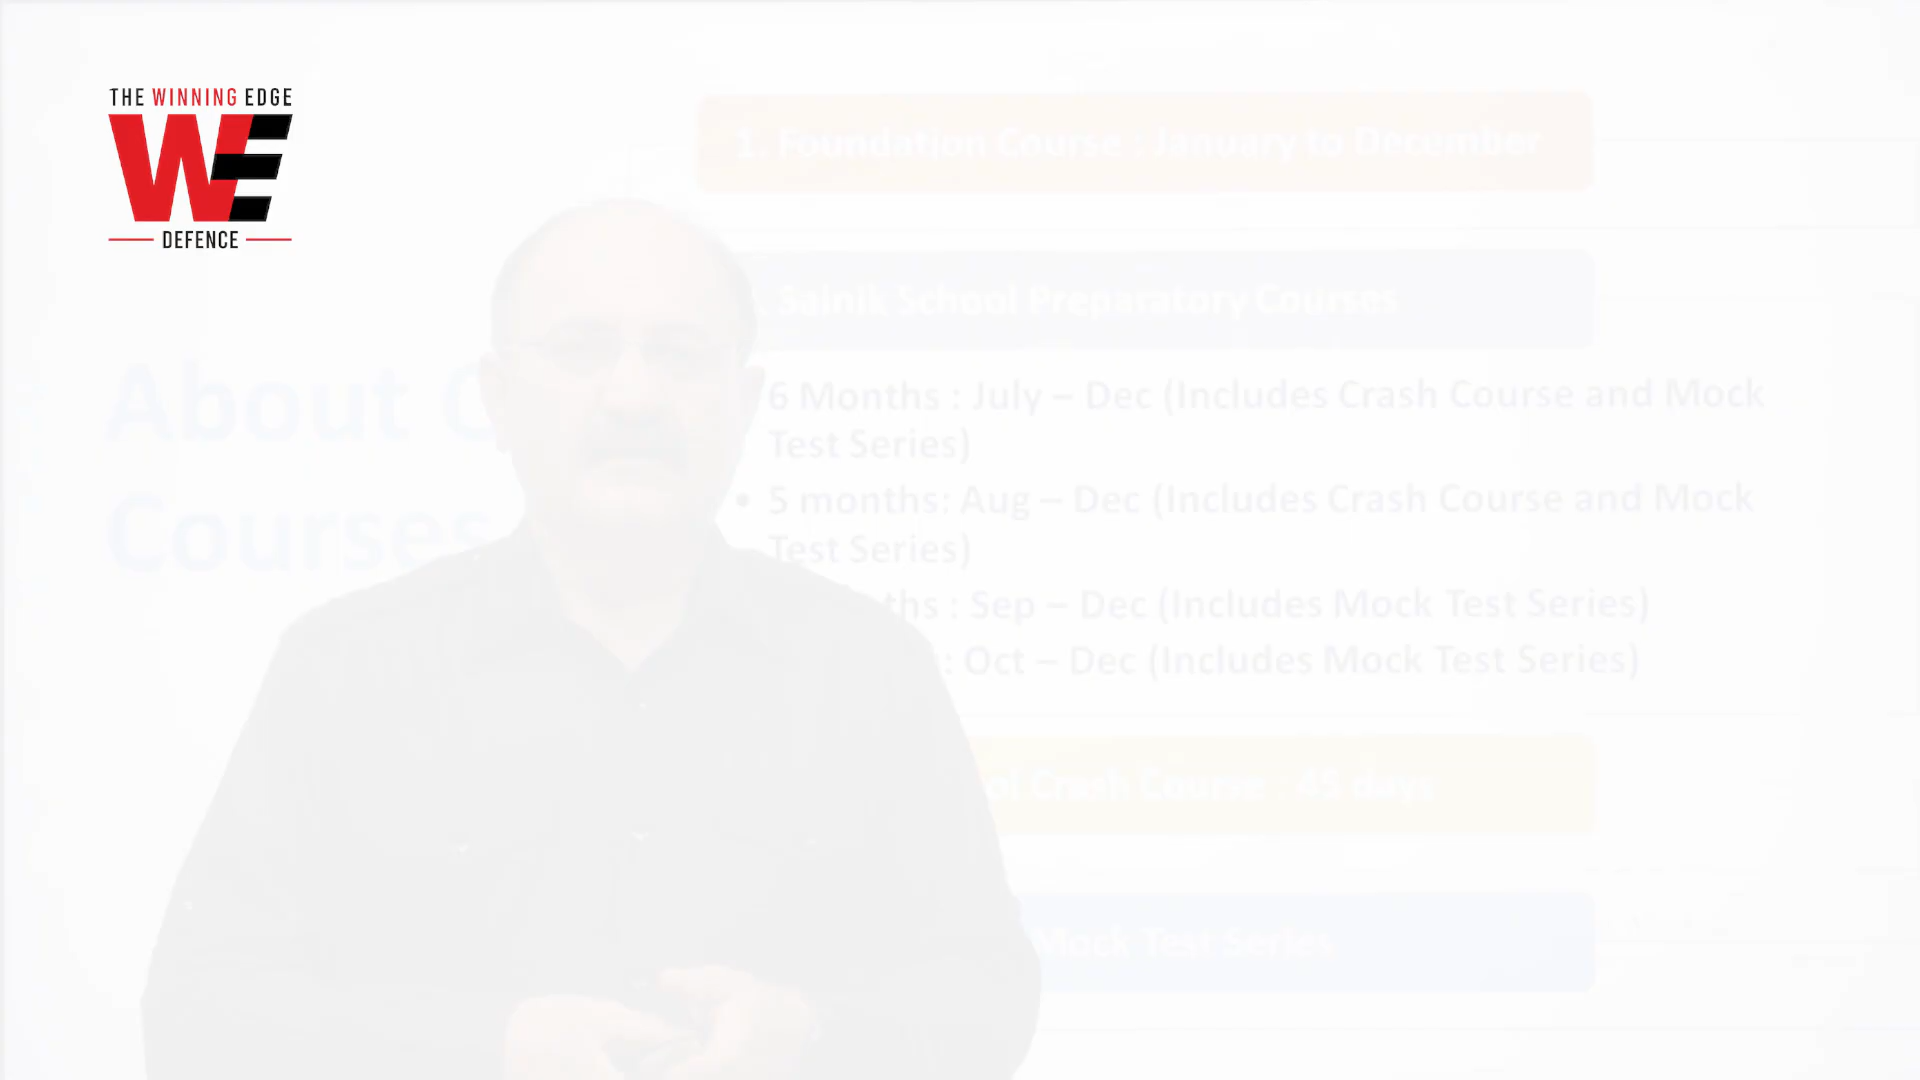 THE WINNING EDGE
WE
DEFENCE
1. Foundation Course : January to December
Sainik School Preparatory Courses
About
Courses
6 Months : July – Dec (Includes Crash Course and Mock
Test Series)
• 5 months: Aug – Dec (Includes Crash Course and Mock
Test Series)
: Sep – Dec (Includes Mock Test Series)
: Oct – Dec (Includes Mock Test Series)
Crash Course : 45 days
Mock Test Series